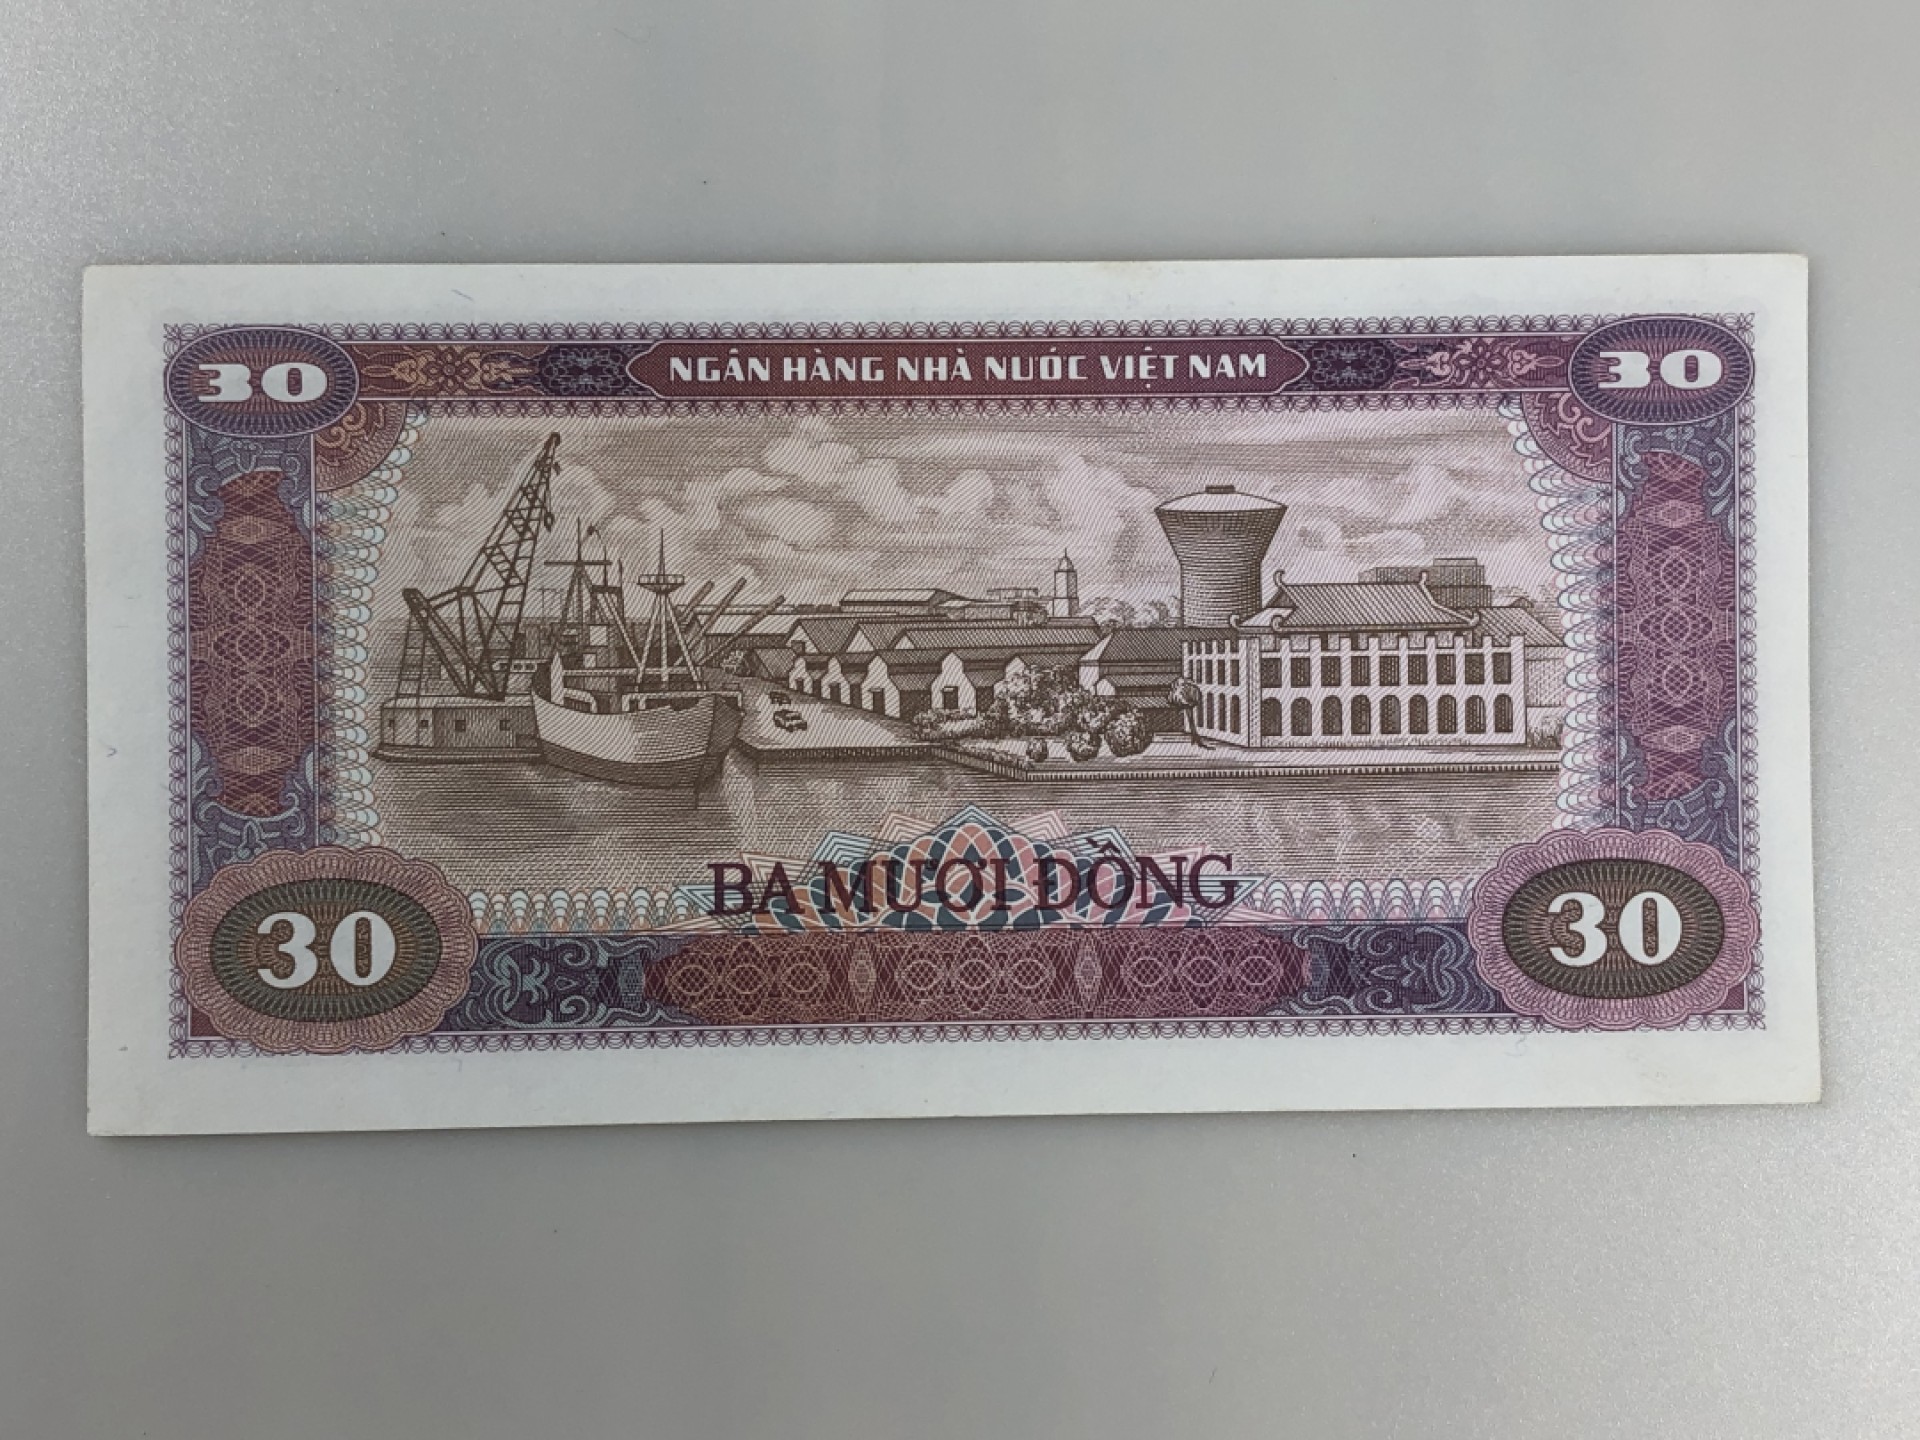 30 NGÂN HÀNG NHÀ NƯỚC VIỆT NAM 30
BA MƯƠI ĐỒNG
30 30